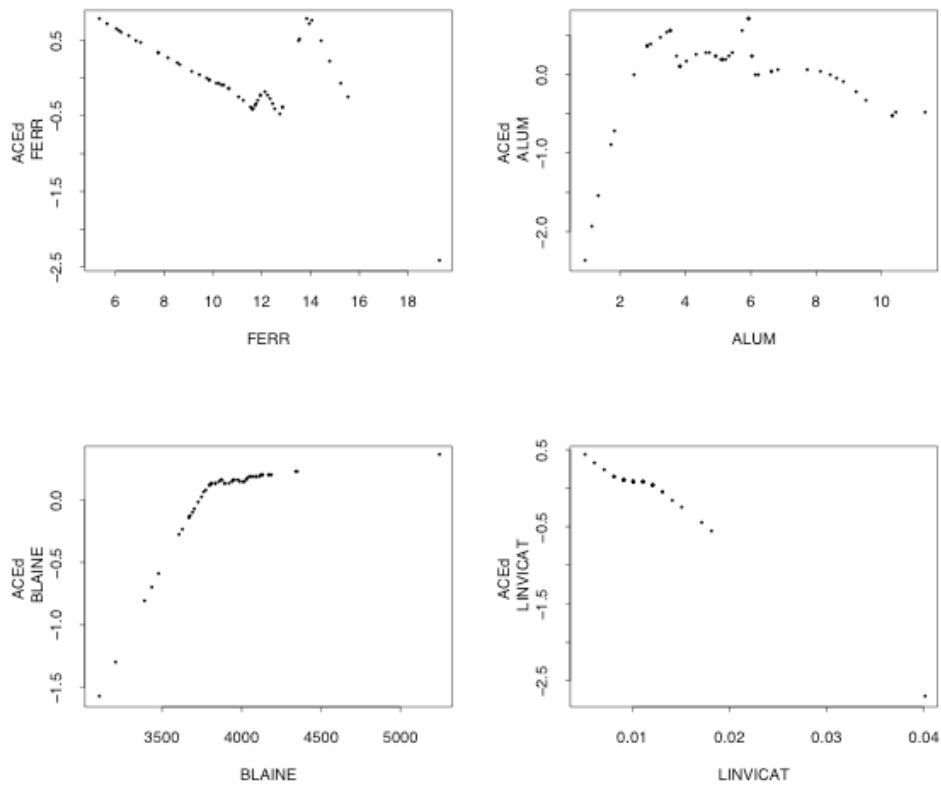 ACEd
FERR
0.5
-0.5
-1.5
-2.5
6 8 10 12 14 16 18
FERR
ACEd
ALUM
0.0
-1.0
-2.0
2 4 6 8 10
ALUM
ACEd
BLAINE
0.0
-0.5
-1.0
-1.5
3500 4000 4500 5000
BLAINE
ACEd
LINVICAT
0.5
-0.5
-1.5
-2.5
0.01 0.02 0.03 0.04
LINVICAT